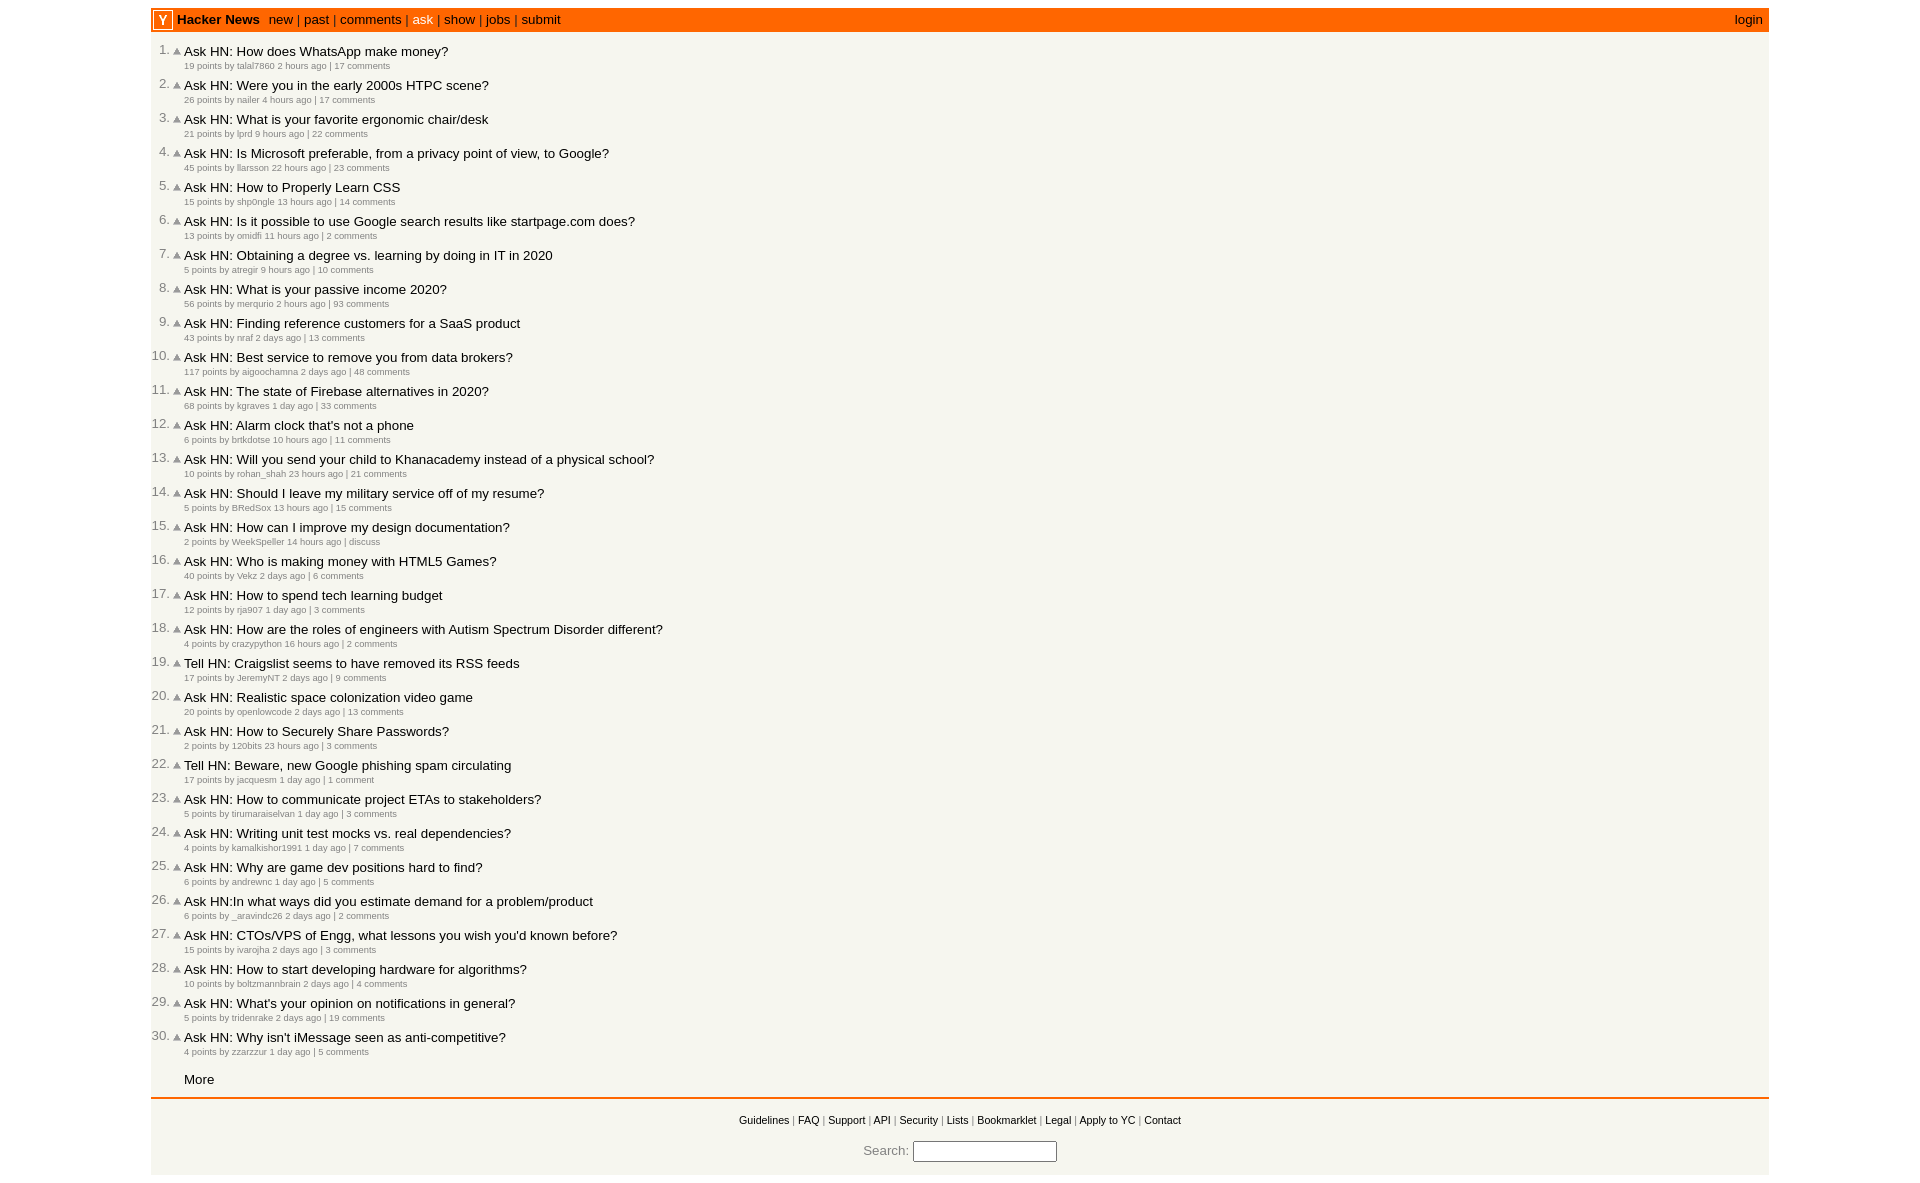 Y Hacker News new | past | comments | ask | show | jobs | submit login
1. Ask HN: How does WhatsApp make money?
19 points by talal7860 2 hours ago | 17 comments
2. Ask HN: Were you in the early 2000s HTPC scene?
26 points by nailer 4 hours ago | 17 comments
3. Ask HN: What is your favorite ergonomic chair/desk
21 points by lprd 9 hours ago | 22 comments
4. Ask HN: Is Microsoft preferable, from a privacy point of view, to Google?
45 points by llarsson 22 hours ago | 23 comments
5. Ask HN: How to Properly Learn CSS
15 points by shp0ngle 13 hours ago | 14 comments
6. Ask HN: Is it possible to use Google search results like startpage.com does?
13 points by omidfi 11 hours ago | 2 comments
7. Ask HN: Obtaining a degree vs. learning by doing in IT in 2020
5 points by atregir 9 hours ago | 10 comments
8. Ask HN: What is your passive income 2020?
56 points by merqurio 2 hours ago | 93 comments
9. Ask HN: Finding reference customers for a SaaS product
43 points by nraf 2 days ago | 13 comments
10. Ask HN: Best service to remove you from data brokers?
117 points by aigoochamna 2 days ago | 48 comments
11. Ask HN: The state of Firebase alternatives in 2020?
68 points by kgraves 1 day ago | 33 comments
12. Ask HN: Alarm clock that's not a phone
6 points by brtkdotse 10 hours ago | 11 comments
13. Ask HN: Will you send your child to Khanacademy instead of a physical school?
10 points by rohan_shah 23 hours ago | 21 comments
14. Ask HN: Should I leave my military service off of my resume?
5 points by BRedSox 13 hours ago | 15 comments
15. Ask HN: How can I improve my design documentation?
2 points by WeekSpeller 14 hours ago | discuss
16. Ask HN: Who is making money with HTML5 Games?
40 points by Vekz 2 days ago | 6 comments
17. Ask HN: How to spend tech learning budget
12 points by rja907 1 day ago | 3 comments
18. Ask HN: How are the roles of engineers with Autism Spectrum Disorder different?
4 points by crazypython 16 hours ago | 2 comments
19. Tell HN: Craigslist seems to have removed its RSS feeds
17 points by JeremyNT 2 days ago | 9 comments
20. Ask HN: Realistic space colonization video game
20 points by openlowcode 2 days ago | 13 comments
21. Ask HN: How to Securely Share Passwords?
2 points by 120bits 23 hours ago | 3 comments
22. Tell HN: Beware, new Google phishing spam circulating
17 points by jacquesm 1 day ago | 1 comment
23. Ask HN: How to communicate project ETAs to stakeholders?
5 points by tirumaraiselvan 1 day ago | 3 comments
24. Ask HN: Writing unit test mocks vs. real dependencies?
4 points by kamalkishor1991 1 day ago | 7 comments
25. Ask HN: Why are game dev positions hard to find?
6 points by andrewnc 1 day ago | 5 comments
26. Ask HN:In what ways did you estimate demand for a problem/product
6 points by _aravindc26 2 days ago | 2 comments
27. Ask HN: CTOs/VPS of Engg, what lessons you wish you'd known before?
15 points by ivarojha 2 days ago | 3 comments
28. Ask HN: How to start developing hardware for algorithms?
10 points by boltzmannbrain 2 days ago | 4 comments
29. Ask HN: What's your opinion on notifications in general?
5 points by tridenrake 2 days ago | 19 comments
30. Ask HN: Why isn't iMessage seen as anti-competitive?
4 points by zzarzzur 1 day ago | 5 comments
More
Guidelines | FAQ | Support | API | Security | Lists | Bookmarklet | Legal | Apply to YC | Contact
Search: